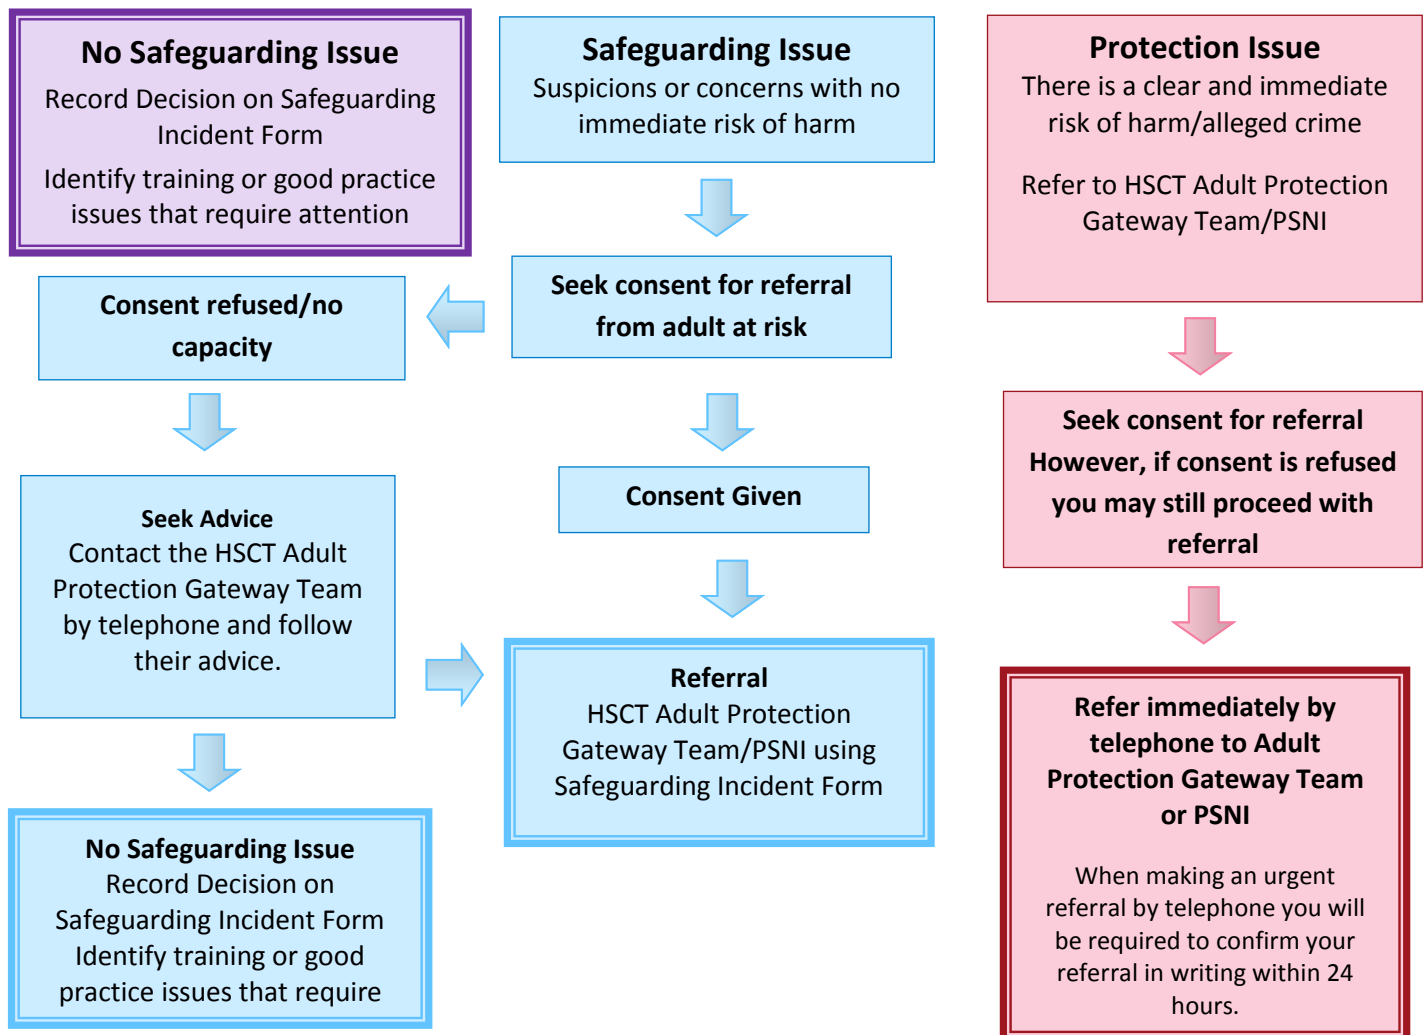 No Safeguarding Issue
Record Decision on Safeguarding
Incident Form
Identify training or good practice
issues that require attention
Safeguarding Issue
Suspicions or concerns with no
immediate risk of harm
Protection Issue
There is a clear and immediate
risk of harm/alleged crime
Refer to HSCT Adult Protection
Gateway Team/PSNI
Consent refused/no
capacity
Seek consent for referral
from adult at risk
Seek consent for referral
However, if consent is refused
you may still proceed with
referral
Seek Advice
Contact the HSCT Adult
Protection Gateway Team
by telephone and follow
their advice.
Consent Given
Referral
HSCT Adult Protection
Gateway Team/PSNI using
Safeguarding Incident Form
Refer immediately by
telephone to Adult
Protection Gateway Team
or PSNI
When making an urgent
referral by telephone you will
be required to confirm your
referral in writing within 24
hours.
No Safeguarding Issue
Record Decision on
Safeguarding Incident Form
Identify training or good
practice issues that require